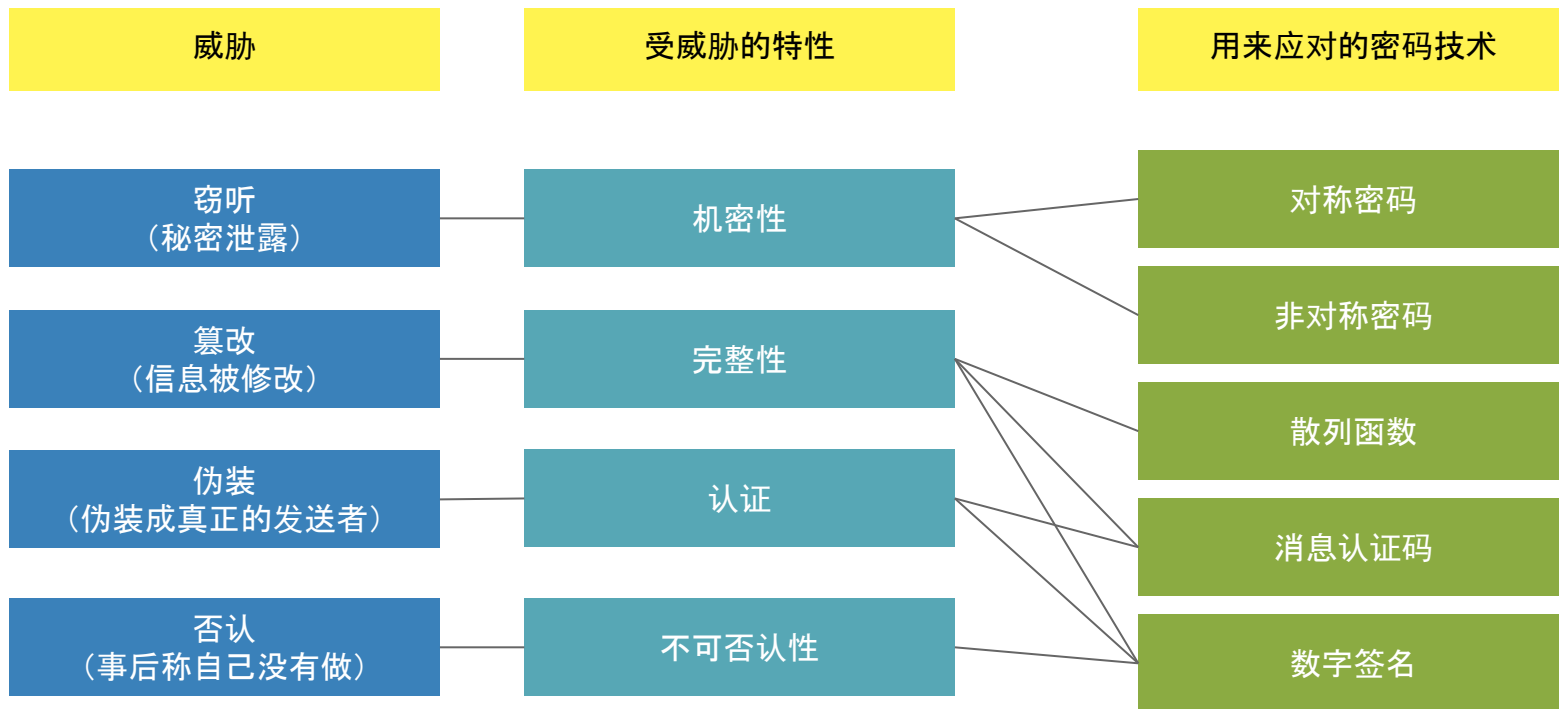 威胁
受威胁的特性
用来应对的密码技术
窃听
（秘密泄露）
机密性
对称密码
非对称密码
篡改
（信息被修改）
完整性
散列函数
伪装
（伪装成真正的发送者）
认证
消息认证码
否认
（事后称自己没有做）
不可否认性
数字签名